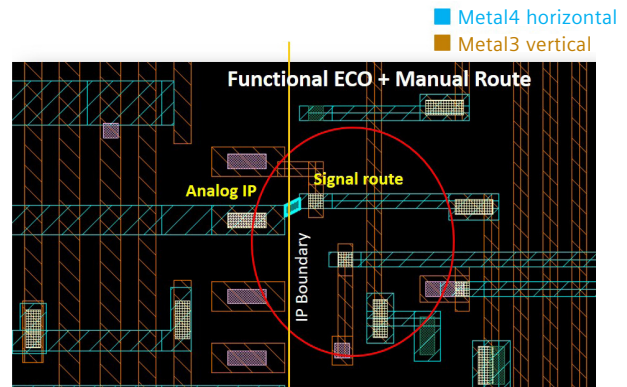 Metal4 horizontal
Metal3 vertical
Functional ECO + Manual Route
Analog IP
Signal route
IP Boundary